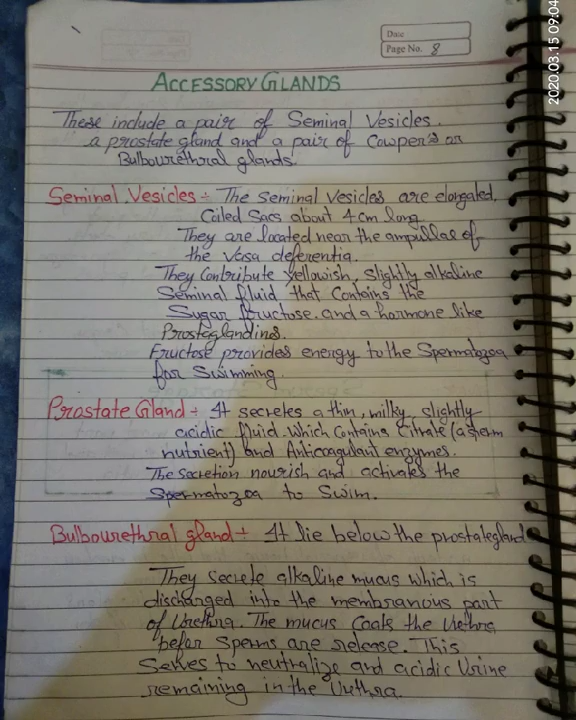 Date
Page No. 8
2020.03.15 09:04
ACCESSORY GLANDS
These include a pair of Seminal Vesicles.
a prostate gland and a pair of Cowper's or
Bulbourethral glands.
Seminal Vesicles ÷ The Seminal Vesicles are elongated,
Coiled Sacs about 4cm long.
They are located near the ampullae of
the Vasa deferentia.
They Contribute Yellowish, Slightly alkaline
Seminal fluid that Contains the
Sugar fructose. and a hormone like
Prosteglandines.
Fructose provides energy to the Spermatozoa
for Swimming.
Prostate Gland ÷ It secretes a thin, milky, slightly
acidic fluid. Which Contains Citrate (a sperm
nutrient) and Anticoagulant enzymes.
The Secretion nourish and activates the
Spermatozoa to Swim.
Bulbourethral gland ÷ It lie below the prostategland
They Secrete alkaline mucus which is
discharged into the membranous part
of Urethra. The mucus Coats the Urethra
befor Sperms are release. This
Serves to neutralize and acidic Urine
remaining in the Urethra.